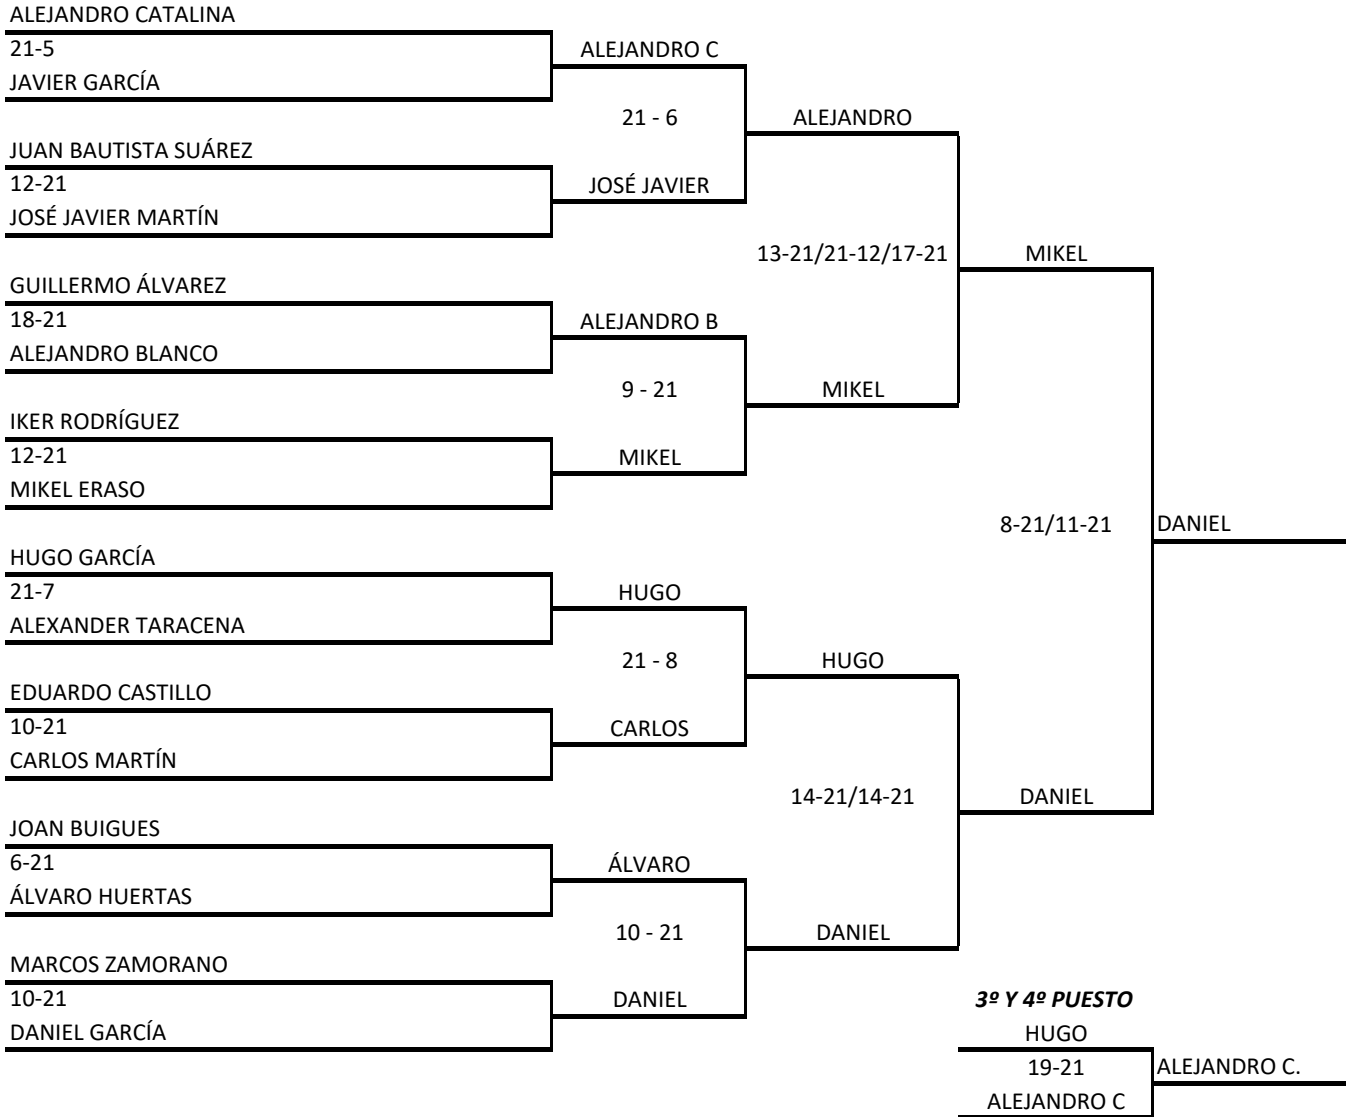 ALEJANDRO CATALINA
21-5
ALEJANDRO C
JAVIER GARCÍA
21 - 6
ALEJANDRO
JUAN BAUTISTA SUÁREZ
12-21
JOSÉ JAVIER
JOSÉ JAVIER MARTÍN
13-21/21-12/17-21
MIKEL
GUILLERMO ÁLVAREZ
18-21
ALEJANDRO B
ALEJANDRO BLANCO
9 - 21
MIKEL
IKER RODRÍGUEZ
12-21
MIKEL
MIKEL ERASO
8-21/11-21
DANIEL
HUGO GARCÍA
21-7
HUGO
ALEXANDER TARACENA
21 - 8
HUGO
EDUARDO CASTILLO
10-21
CARLOS
CARLOS MARTÍN
14-21/14-21
DANIEL
JOAN BUIGUES
6-21
ÁLVARO
ÁLVARO HUERTAS
10 - 21
DANIEL
MARCOS ZAMORANO
10-21
DANIEL
3º Y 4º PUESTO
DANIEL GARCÍA
HUGO
19-21
ALEJANDRO C.
ALEJANDRO C